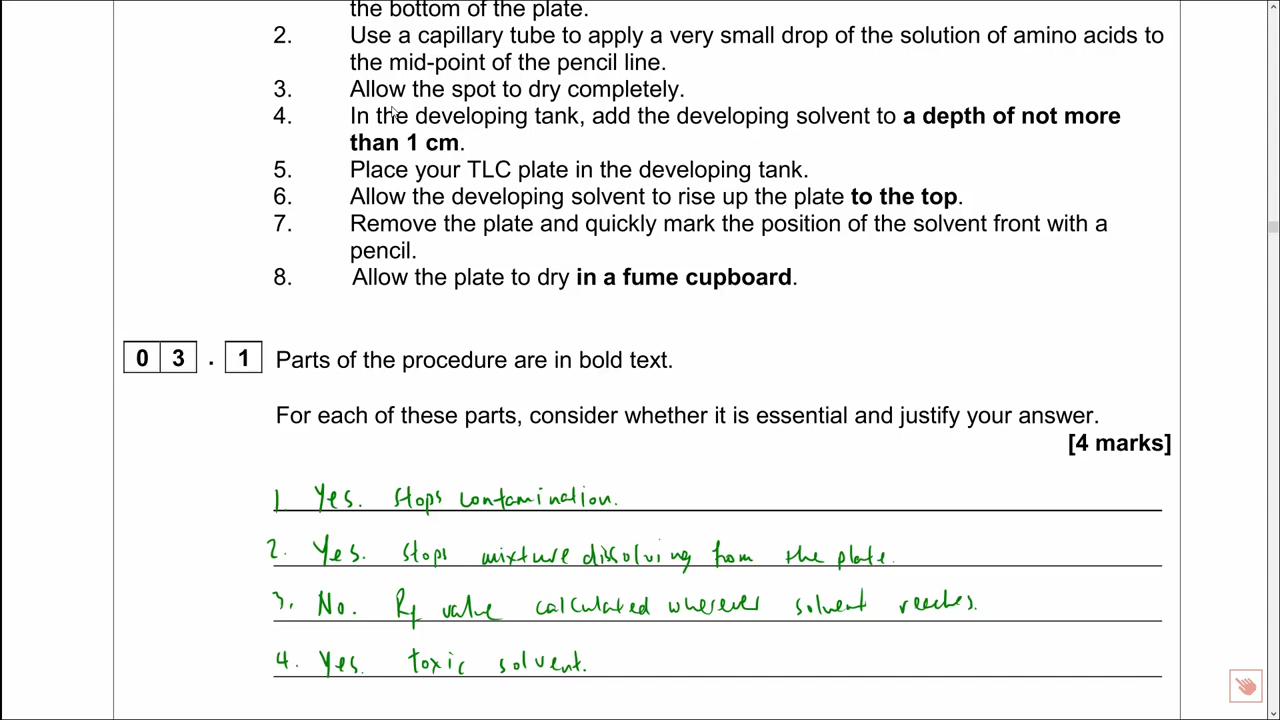 the bottom of the plate.
2. Use a capillary tube to apply a very small drop of the solution of amino acids to
the mid-point of the pencil line.
3. Allow the spot to dry completely.
4. In the developing tank, add the developing solvent to a depth of not more
than 1 cm.
5. Place your TLC plate in the developing tank.
6. Allow the developing solvent to rise up the plate to the top.
7. Remove the plate and quickly mark the position of the solvent front with a
pencil.
8. Allow the plate to dry in a fume cupboard.
0 3 . 1 Parts of the procedure are in bold text.
For each of these parts, consider whether it is essential and justify your answer.
[4 marks]
1. Yes. Stops contamination.
2. Yes. Stops mixture dissolving from the plate.
3. No. Rf value calculated wherever solvent reaches.
4. Yes. toxic solvent.